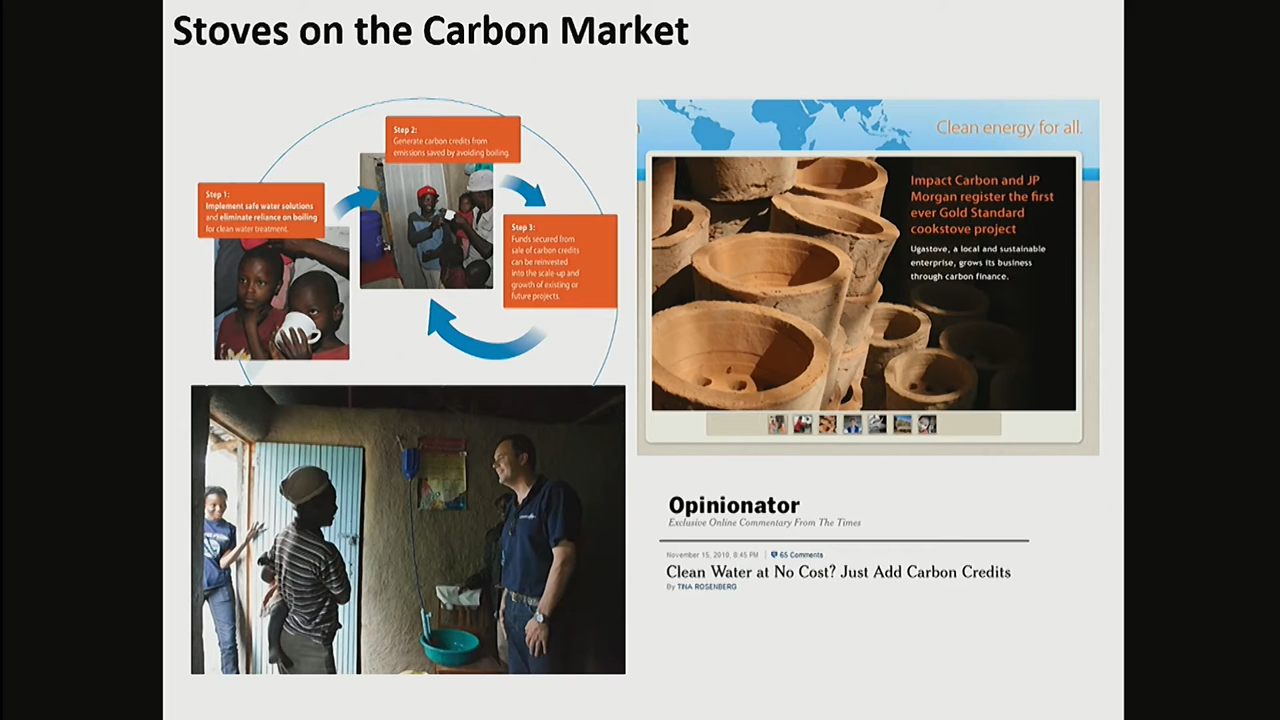 Stoves on the Carbon Market
Step 1:
Implement safe water solutions
and eliminate reliance on boiling
for clean water treatment.
Step 2:
Generate carbon credits from
emissions saved by avoiding boiling.
Step 3:
Funds secured from
sale of carbon credits
can be reinvested
into the scale-up and
growth of existing or
future projects.
Clean energy for all.
Impact Carbon and JP
Morgan register the first
ever Gold Standard
cookstove project
Ugastove, a local and sustainable
enterprise, grows its business
through carbon finance.
Opinionator
Exclusive Online Commentary From The Times
November 15, 2010, 8:45 PM
65 Comments
Clean Water at No Cost? Just Add Carbon Credits
By TINA ROSENBERG